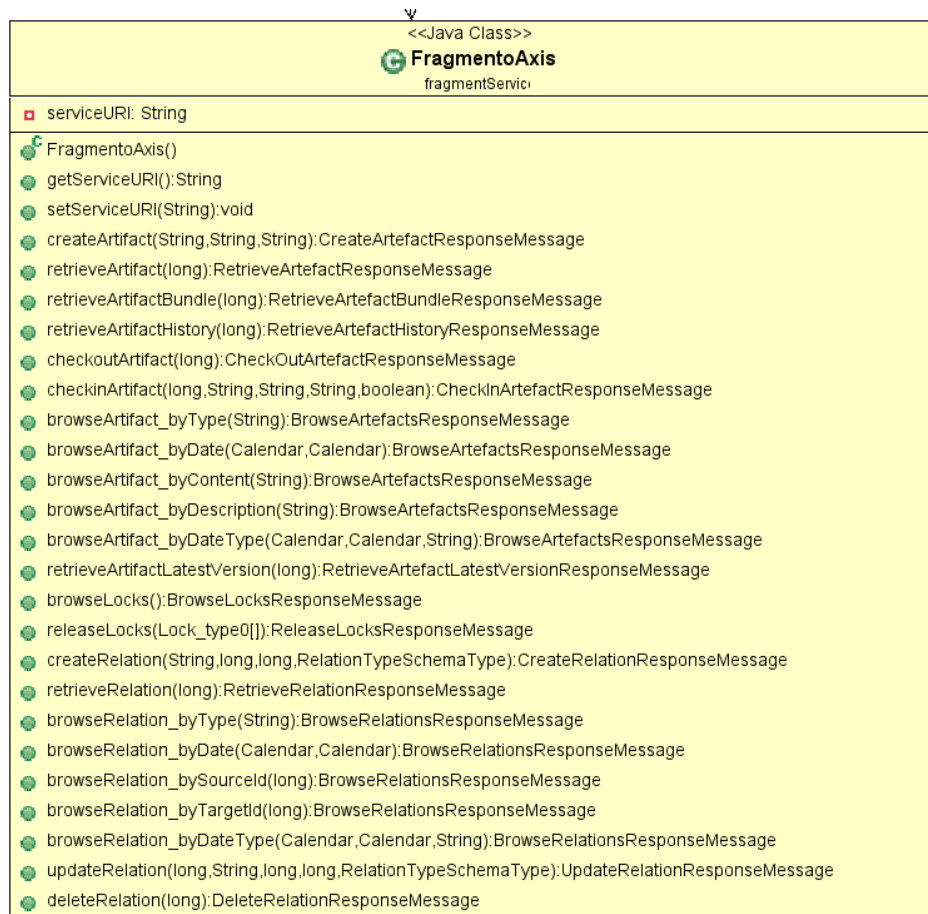 <<Java Class>>
FragmentoAxis
fragmentServic
serviceURI: String
FragmentoAxis()
getServiceURI():String
setServiceURI(String):void
createArtifact(String,String,String):CreateArtefactResponseMessage
retrieveArtifact(long):RetrieveArtefactResponseMessage
retrieveArtifactBundle(long):RetrieveArtefactBundleResponseMessage
retrieveArtifactHistory(long):RetrieveArtefactHistoryResponseMessage
checkoutArtifact(long):CheckOutArtefactResponseMessage
checkinArtifact(long,String,String,String,boolean):CheckInArtefactResponseMessage
browseArtifact_byType(String):BrowseArtefactsResponseMessage
browseArtifact_byDate(Calendar,Calendar):BrowseArtefactsResponseMessage
browseArtifact_byContent(String):BrowseArtefactsResponseMessage
browseArtifact_byDescription(String):BrowseArtefactsResponseMessage
browseArtifact_byDateType(Calendar,Calendar,String):BrowseArtefactsResponseMessage
retrieveArtifactLatestVersion(long):RetrieveArtefactLatestVersionResponseMessage
browseLocks():BrowseLocksResponseMessage
releaseLocks(Lock_type0[]):ReleaseLocksResponseMessage
createRelation(String,long,long,RelationTypeSchemaType):CreateRelationResponseMessage
retrieveRelation(long):RetrieveRelationResponseMessage
browseRelation_byType(String):BrowseRelationsResponseMessage
browseRelation_byDate(Calendar,Calendar):BrowseRelationsResponseMessage
browseRelation_bySourceId(long):BrowseRelationsResponseMessage
browseRelation_byTargetId(long):BrowseRelationsResponseMessage
browseRelation_byDateType(Calendar,Calendar,String):BrowseRelationsResponseMessage
updateRelation(long,String,long,long,RelationTypeSchemaType):UpdateRelationResponseMessage
deleteRelation(long):DeleteRelationResponseMessage